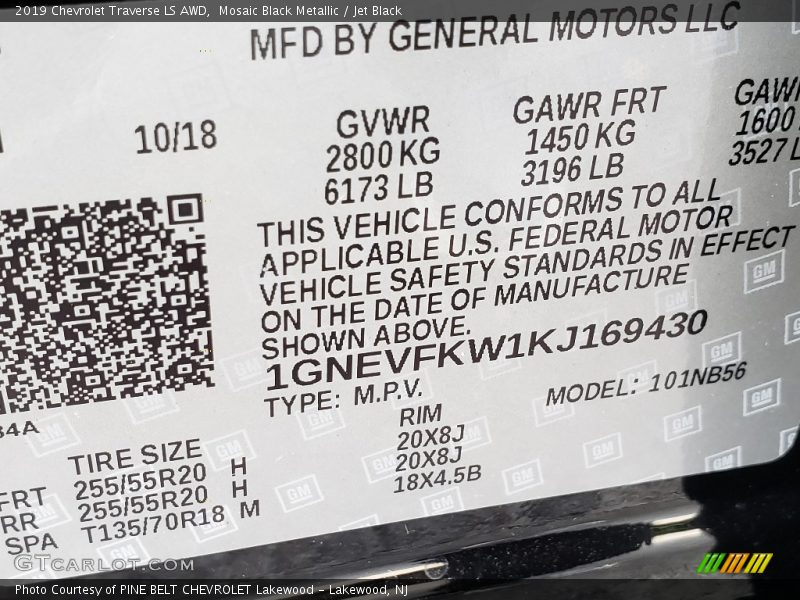 2019 Chevrolet Traverse LS AWD, Mosaic Black Metallic / Jet Black
MFD BY GENERAL MOTORS LLC
10/18
GVWR
2800 KG
6173 LB
GAWR FRT
1450 KG
3196 LB
GAWR
1600
3527 L
THIS VEHICLE CONFORMS TO ALL
APPLICABLE U.S. FEDERAL MOTOR
VEHICLE SAFETY STANDARDS IN EFFECT
ON THE DATE OF MANUFACTURE
SHOWN ABOVE.
1GNEVFKW1KJ169430
TYPE: M.P.V.
MODEL: 101NB56
34A
TIRE SIZE
RIM
FRT 255/55R20 H 20X8J
RR 255/55R20 H 20X8J
SPA T135/70R18 M 18X4.5B
GM
GTCARLOT.COM
Photo Courtesy of PINE BELT CHEVROLET Lakewood - Lakewood, NJ